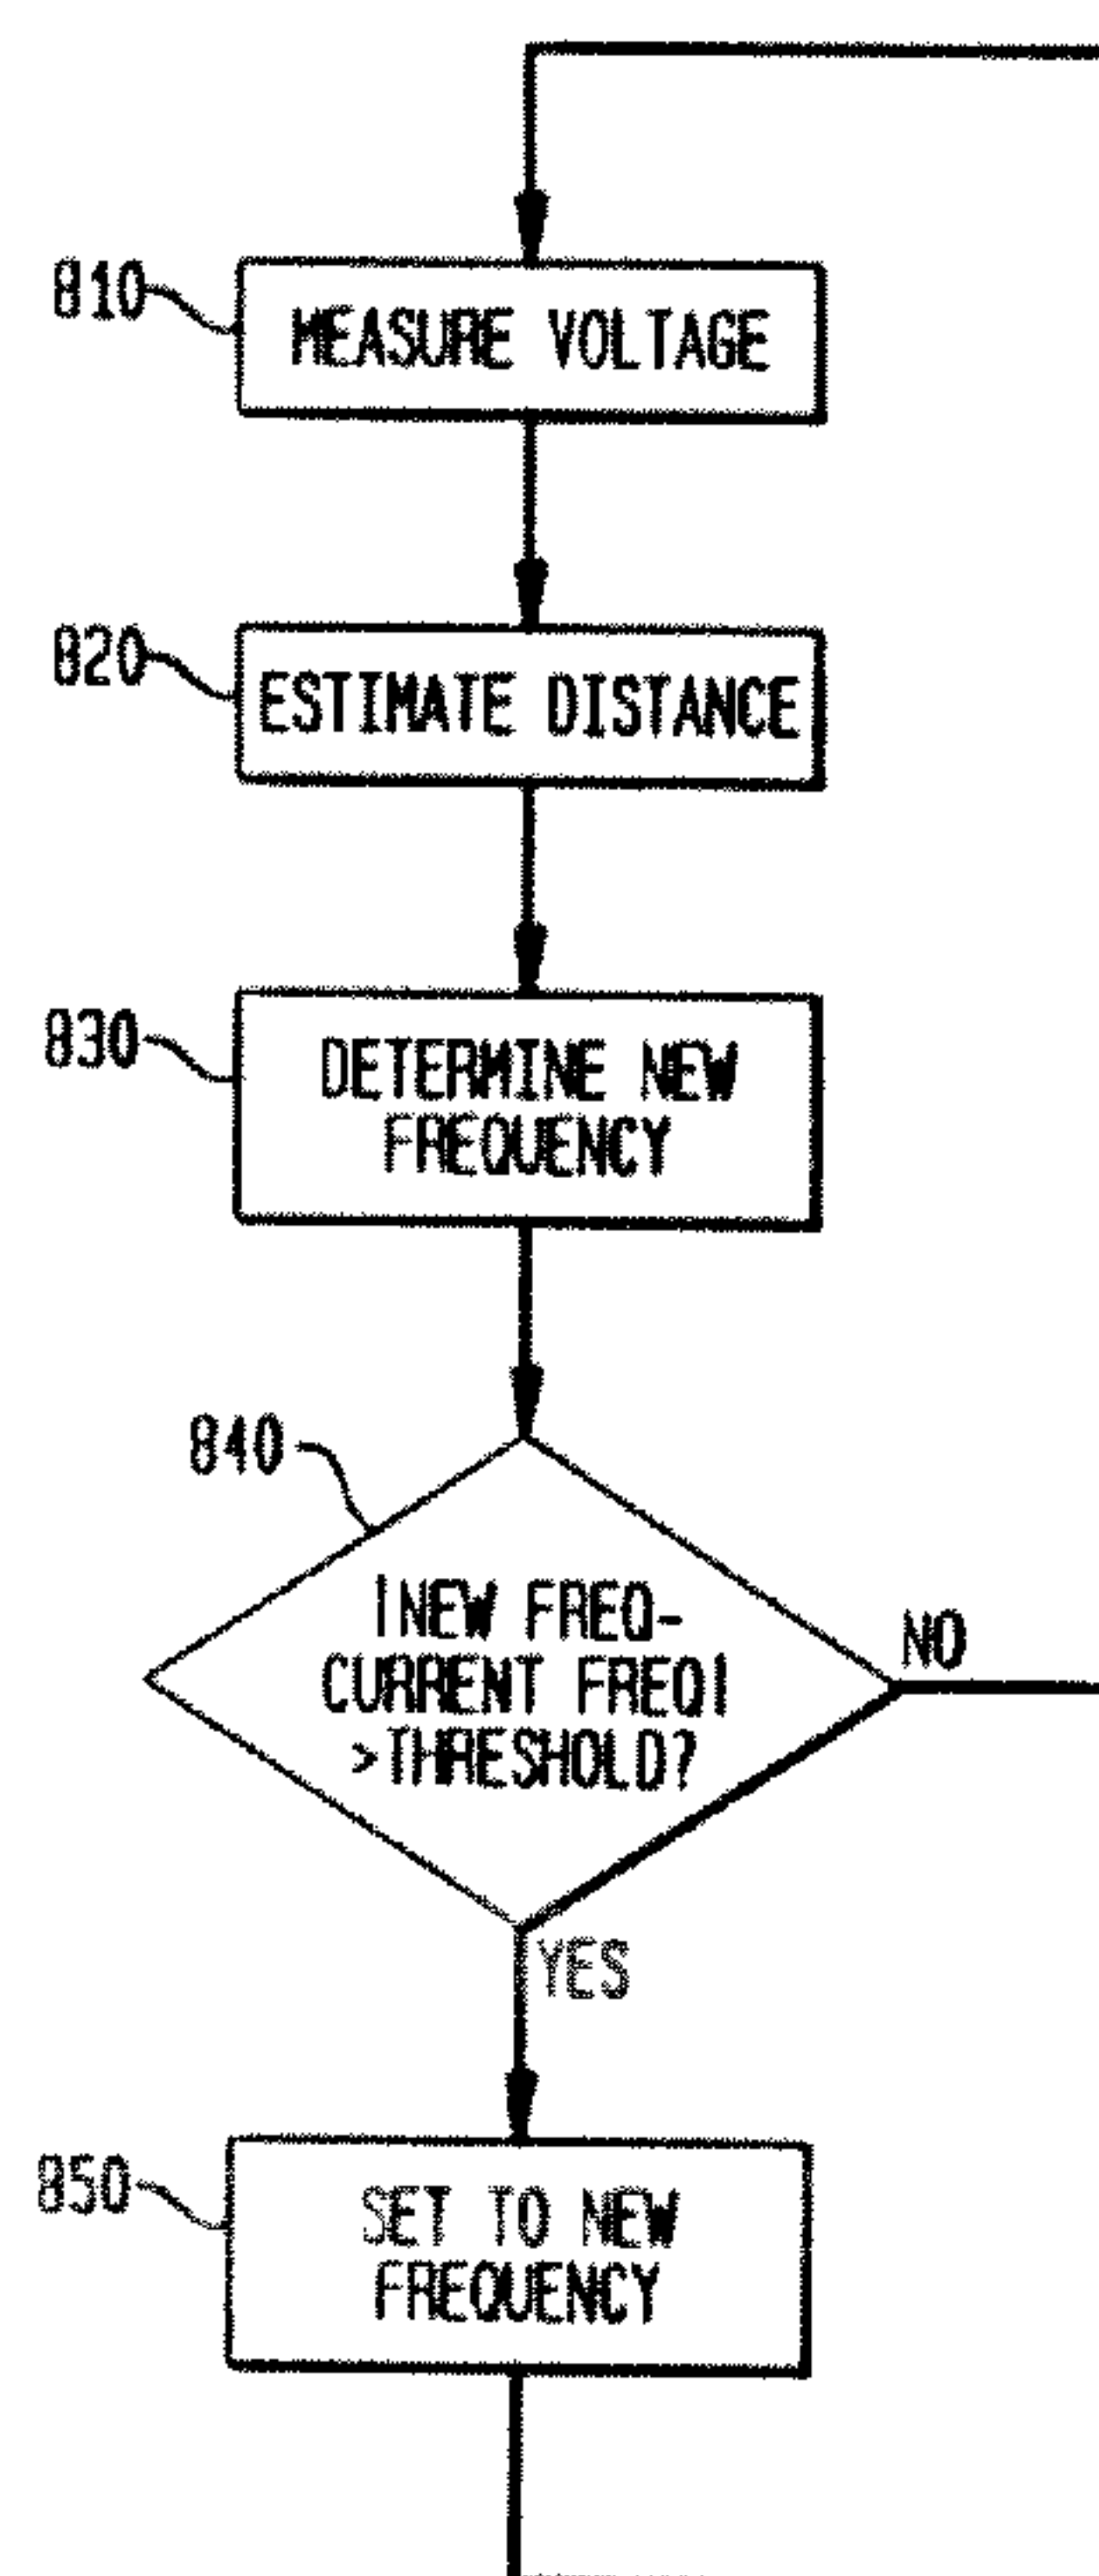 810
MEASURE VOLTAGE
820
ESTIMATE DISTANCE
830
DETERMINE NEW
FREQUENCY
840
|NEW FREQ-
CURRENT FREQ|
>THRESHOLD?
NO
YES
850
SET TO NEW
FREQUENCY